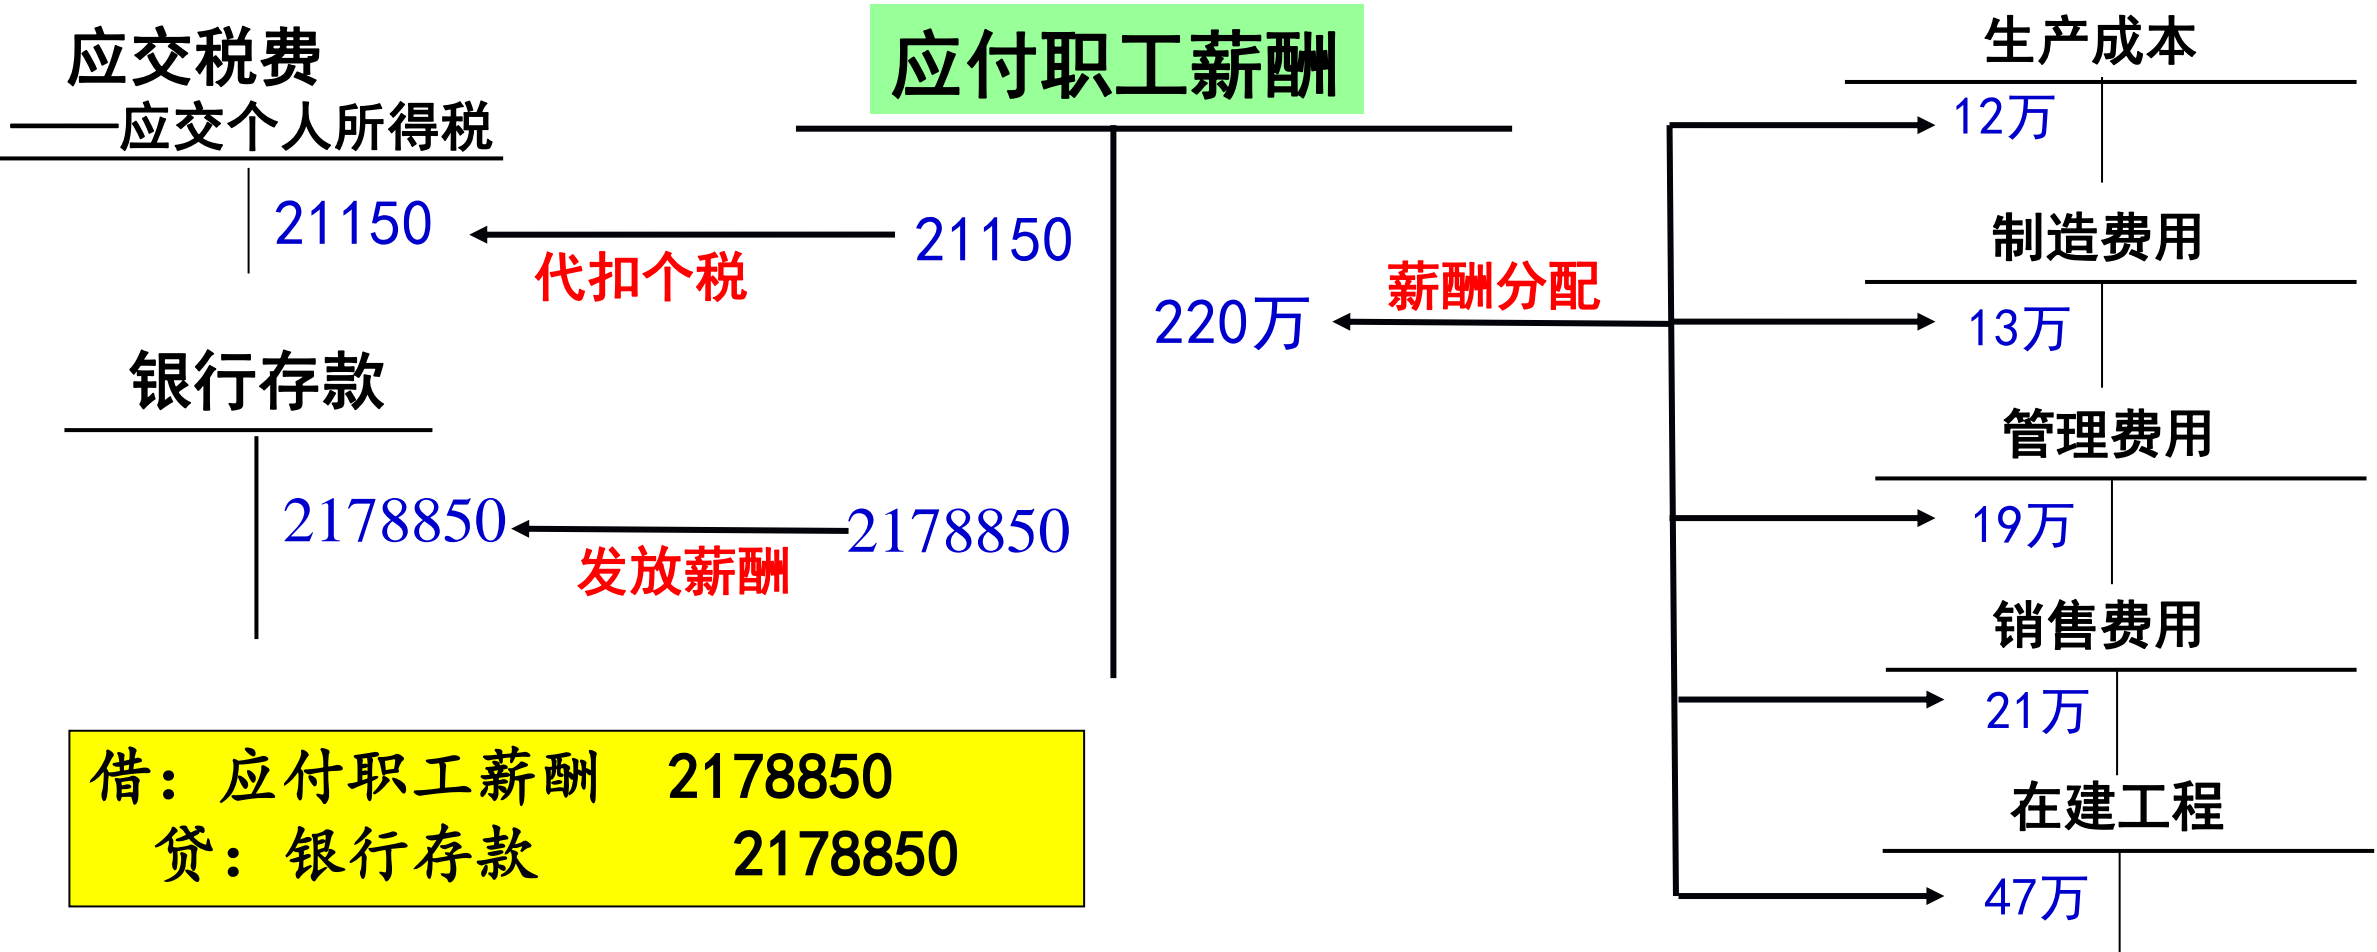 应交税费
——应交个人所得税
21150
银行存款
2178850
应付职工薪酬
21150
代扣个税
220万
2178850
发放薪酬
薪酬分配
生产成本
12万
制造费用
13万
管理费用
19万
销售费用
21万
在建工程
47万
借：应付职工薪酬 2178850
贷：银行存款 2178850